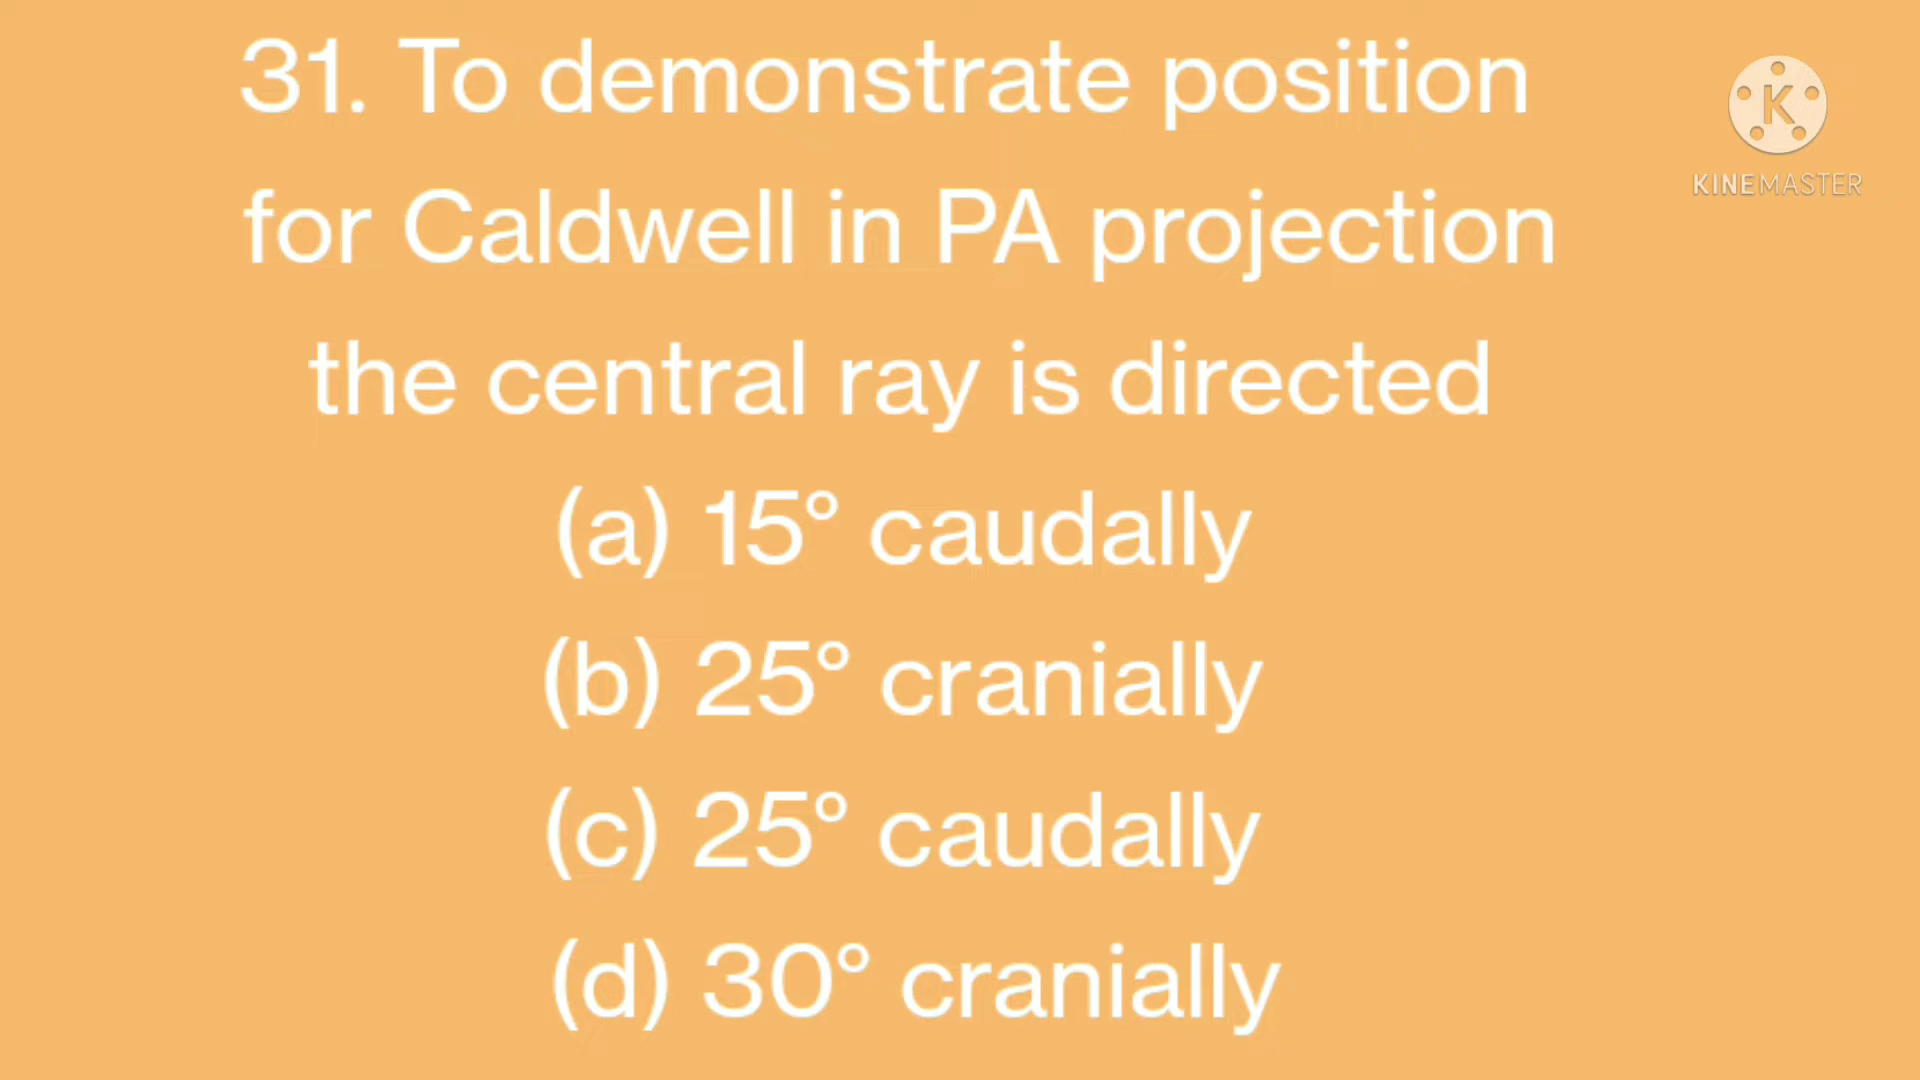 31. To demonstrate position
for Caldwell in PA projection
the central ray is directed
(a) 15° caudally
(b) 25° cranially
(c) 25° caudally
(d) 30° cranially
K
KINEMASTER